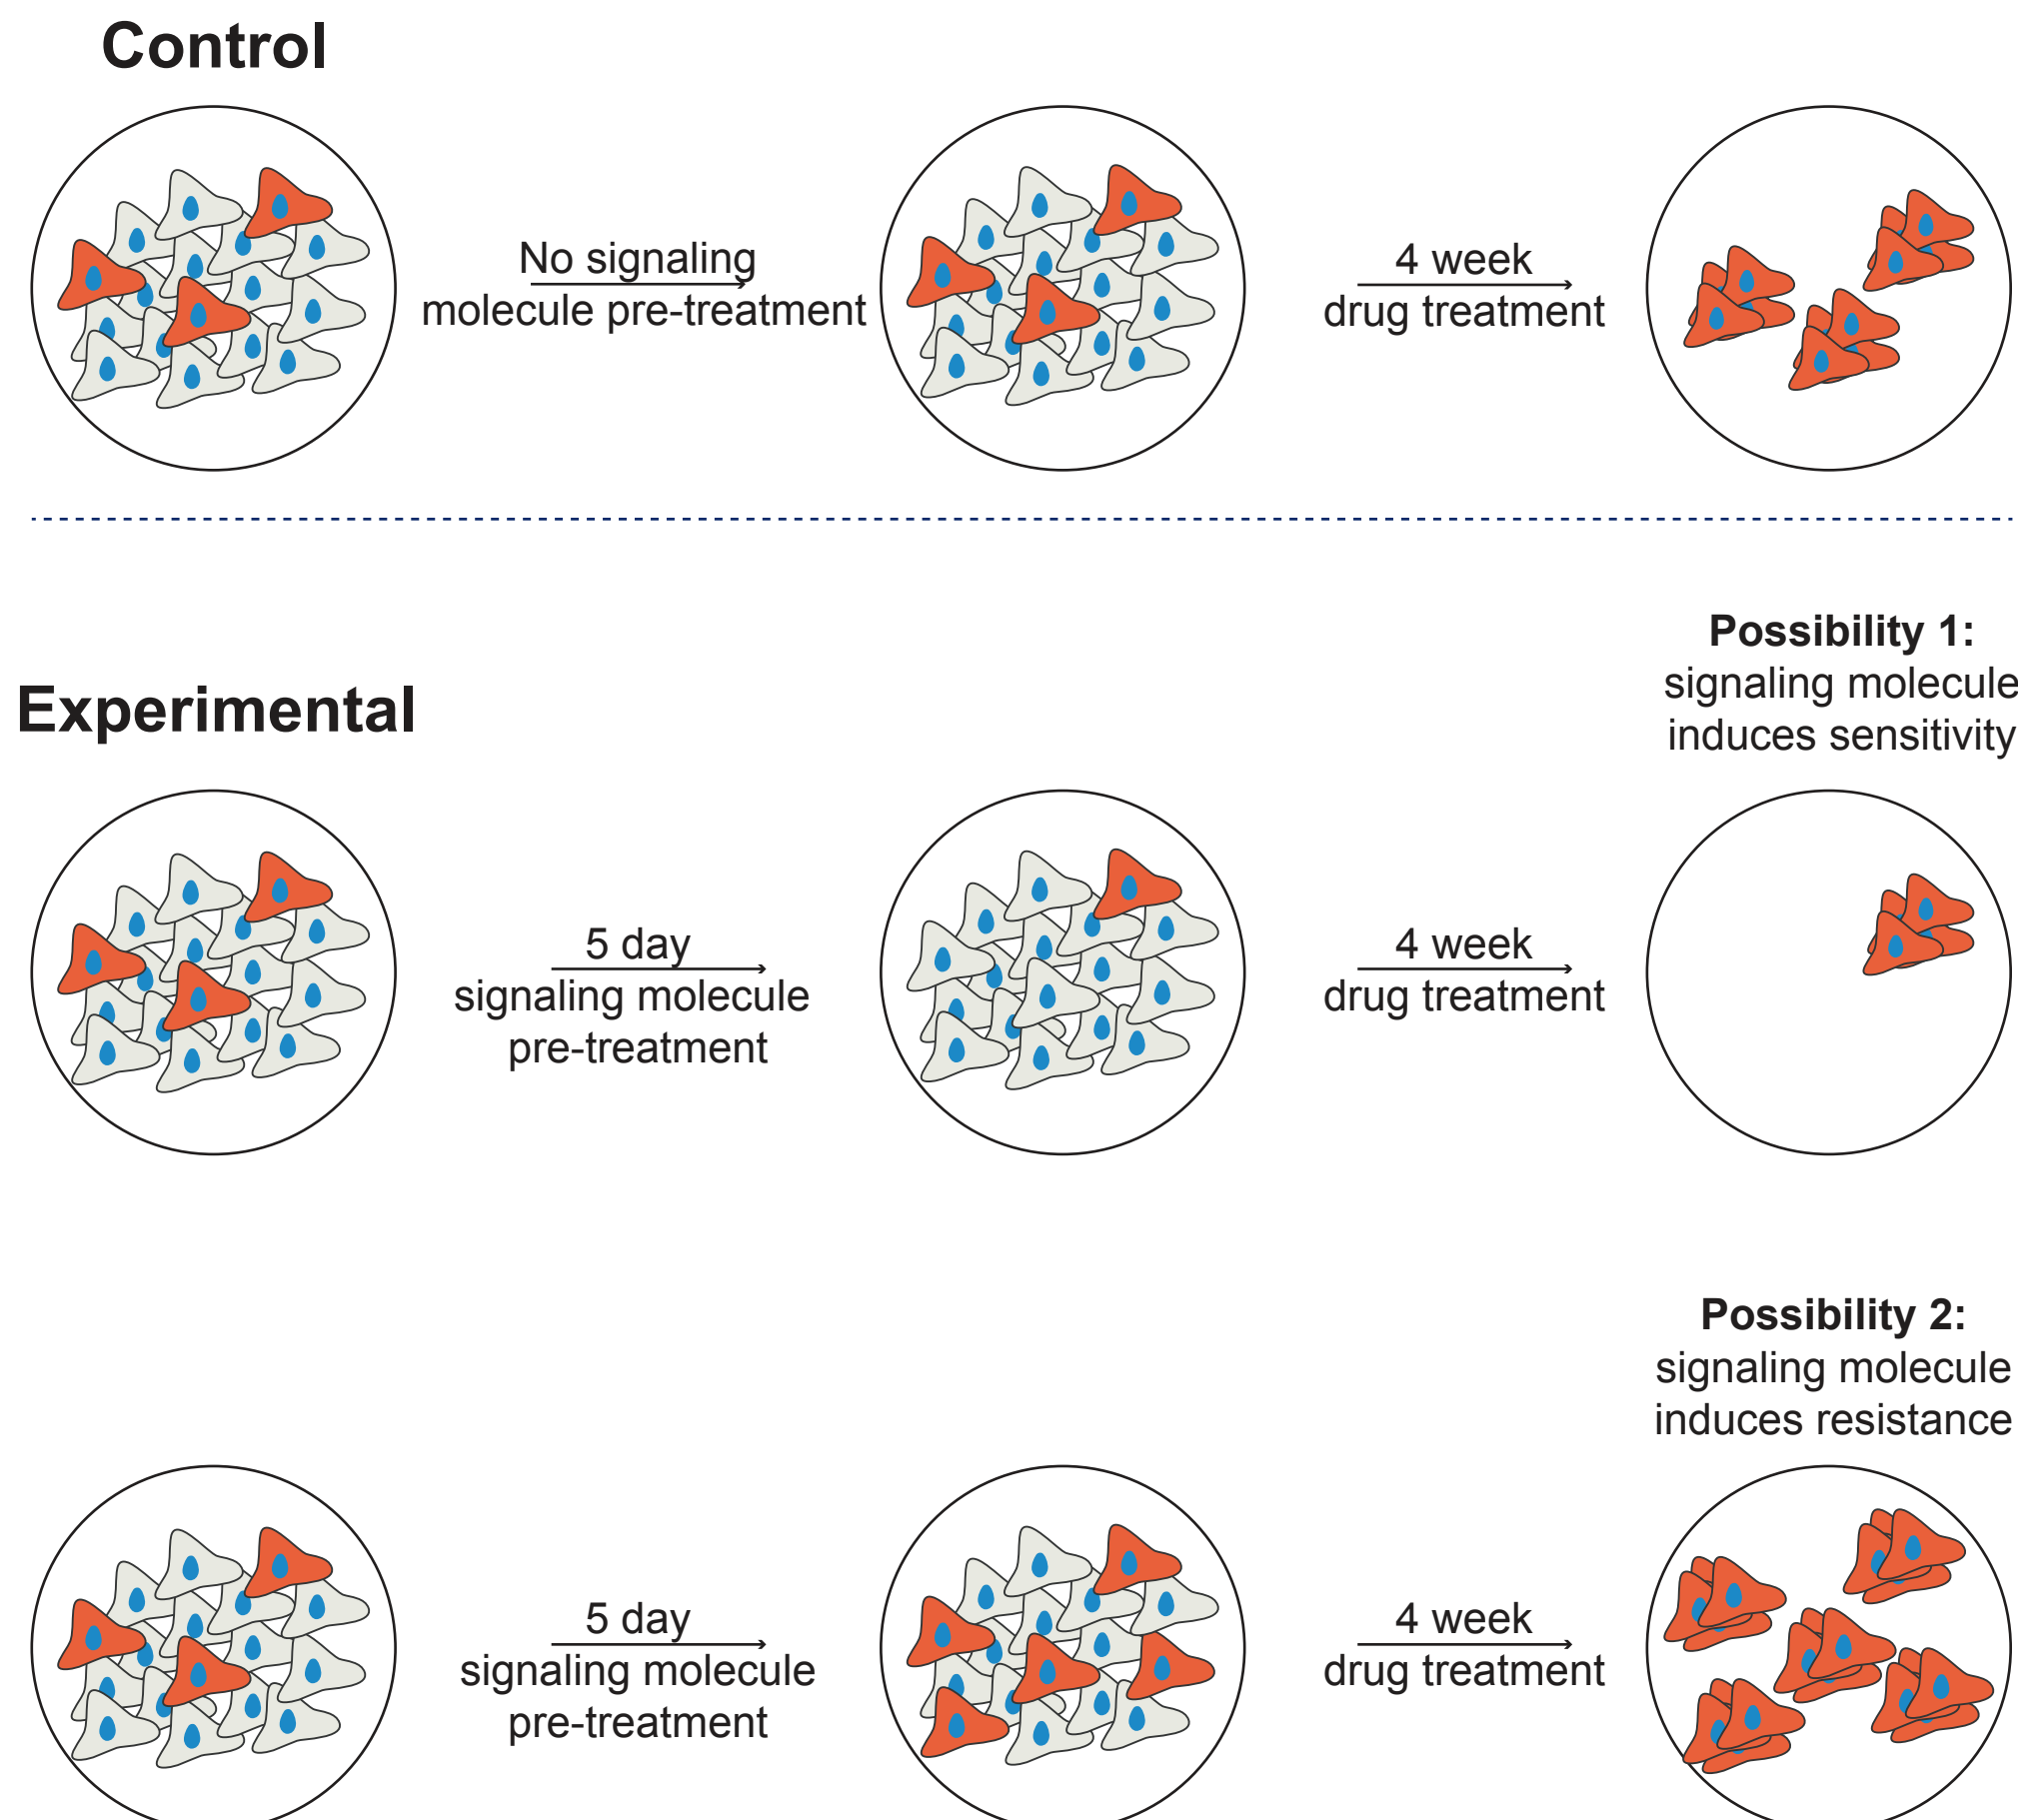 Control
No signaling
molecule pre-treatment
4 week
drug treatment
Experimental
Possibility 1:
signaling molecule
induces sensitivity
5 day
signaling molecule
pre-treatment
4 week
drug treatment
Possibility 2:
signaling molecule
induces resistance
5 day
signaling molecule
pre-treatment
4 week
drug treatment